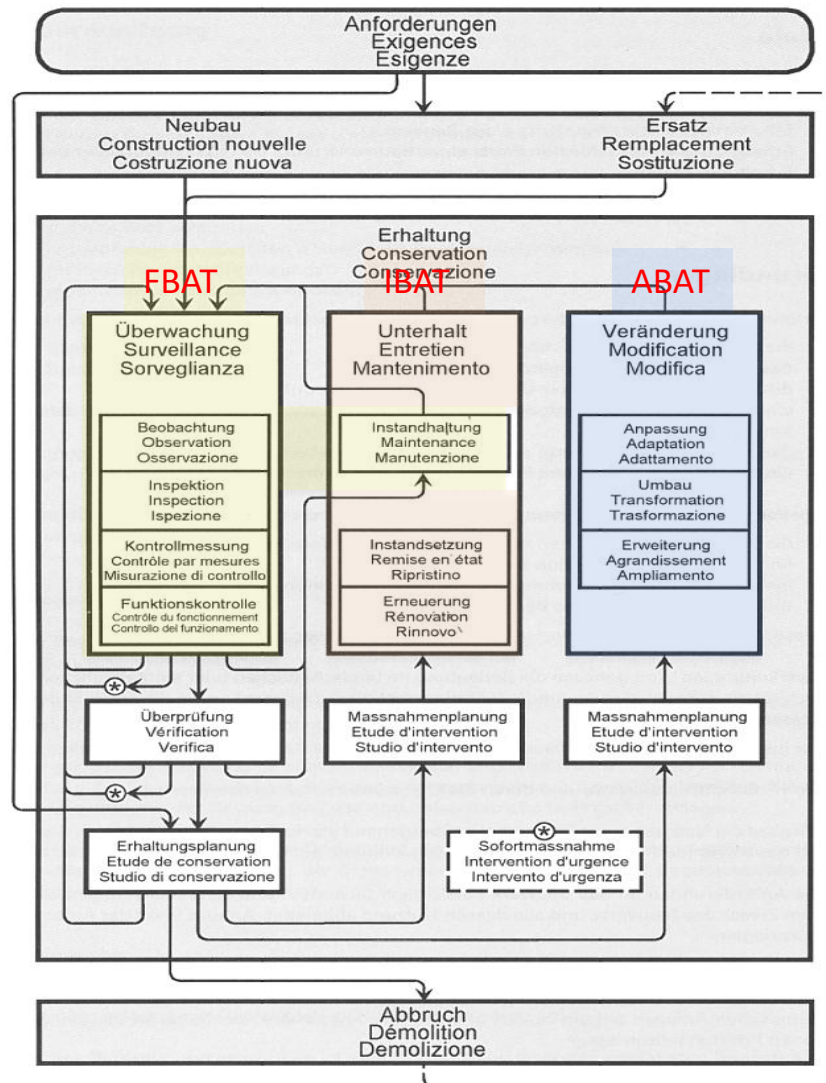 Anforderungen
Exigences
Esigenze
Neubau
Construction nouvelle
Costruzione nuova
Ersatz
Remplacement
Sostituzione
Erhaltung
Conservation
Conservazione
FBAT
IBAT
ABAT
Überwachung
Surveillance
Sorveglianza
Beobachtung
Observation
Osservazione
Inspektion
Inspection
Ispezione
Kontrollmessung
Contrôle par mesures
Misurazione di controllo
Funktionskontrolle
Contrôle du fonctionnement
Controllo del funzionamento
Unterhalt
Entretien
Mantenimento
Instandhaltung
Maintenance
Manutenzione
Instandsetzung
Remise en état
Ripristino
Erneuerung
Rénovation
Rinnovo
Veränderung
Modification
Modifica
Anpassung
Adaptation
Adattamento
Umbau
Transformation
Trasformazione
Erweiterung
Agrandissement
Ampliamento
*
Überprüfung
Vérification
Verifica
*
Massnahmenplanung
Etude d'intervention
Studio d'intervento
Massnahmenplanung
Etude d'intervention
Studio d'intervento
Erhaltungsplanung
Etude de conservation
Studio di conservazione
*
Sofortmassnahme
Intervention d'urgence
Intervento d'urgenza
Abbruch
Démolition
Demolizione